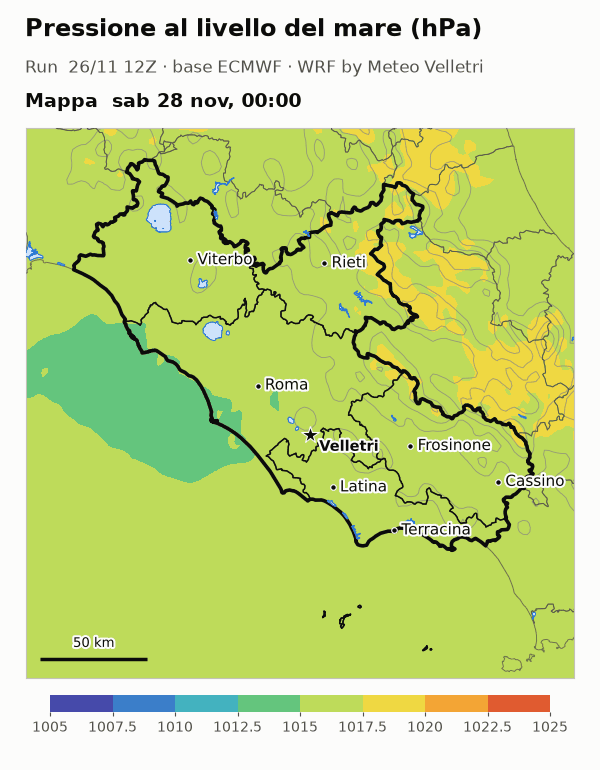 Pressione al livello del mare (hPa)
Run  26/11 12Z · base ECMWF · WRF by Meteo Velletri
Mappa  sab 28 nov, 00:00
Viterbo
Rieti
Roma
Velletri
Frosinone
Latina
Cassino
Terracina
50 km
1005 1007.5 1010 1012.5 1015 1017.5 1020 1022.5 1025